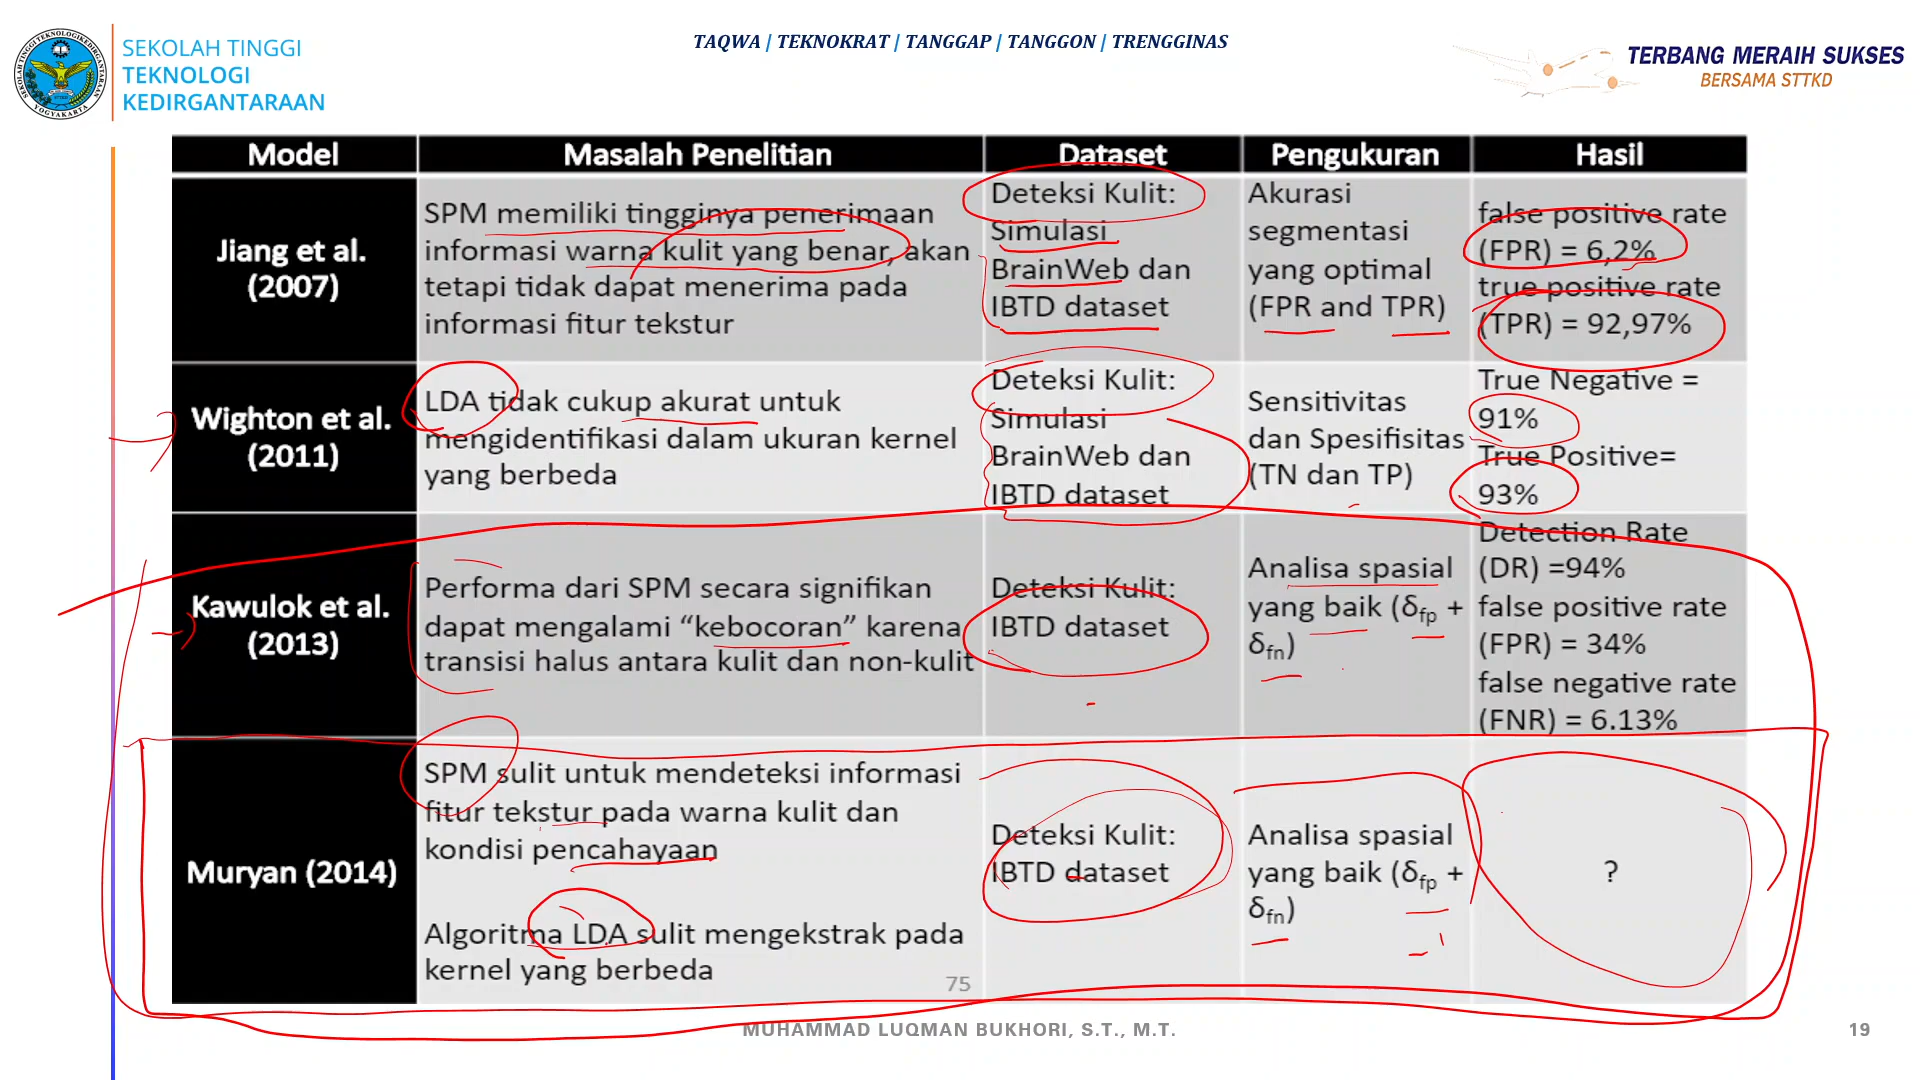 SEKOLAH TINGGI
TEKNOLOGI
KEDIRGANTARAAN
TAQWA | TEKNOKRAT | TANGGAP | TANGGON | TRENGGINAS
TERBANG MERAIH SUKSES
BERSAMA STTKD
Model
Masalah Penelitian
Dataset
Pengukuran
Hasil
Jiang et al.
(2007)
SPM memiliki tingginya penerimaan
informasi warna kulit yang benar, akan
tetapi tidak dapat menerima pada
informasi fitur tekstur
Deteksi Kulit:
Simulasi
BrainWeb dan
IBTD dataset
Akurasi
segmentasi
yang optimal
(FPR and TPR)
false positive rate
(FPR) = 6,2%
true positive rate
(TPR) = 92,97%
Wighton et al.
(2011)
LDA tidak cukup akurat untuk
mengidentifikasi dalam ukuran kernel
yang berbeda
Deteksi Kulit:
Simulasi
BrainWeb dan
IBTD dataset
Sensitivitas
dan Spesifisitas
(TN dan TP)
True Negative =
91%
True Positive=
93%
Kawulok et al.
(2013)
Performa dari SPM secara signifikan
dapat mengalami “kebocoran” karena
transisi halus antara kulit dan non-kulit
Deteksi Kulit:
IBTD dataset
Analisa spasial
yang baik (δfp +
δfn)
Detection Rate
(DR) =94%
false positive rate
(FPR) = 34%
false negative rate
(FNR) = 6.13%
Muryan (2014)
SPM sulit untuk mendeteksi informasi
fitur tekstur pada warna kulit dan
kondisi pencahayaan
Algoritma LDA sulit mengekstrak pada
kernel yang berbeda
Deteksi Kulit:
IBTD dataset
Analisa spasial
yang baik (δfp +
δfn)
?
75
MUHAMMAD LUQMAN BUKHORI, S.T., M.T.
19